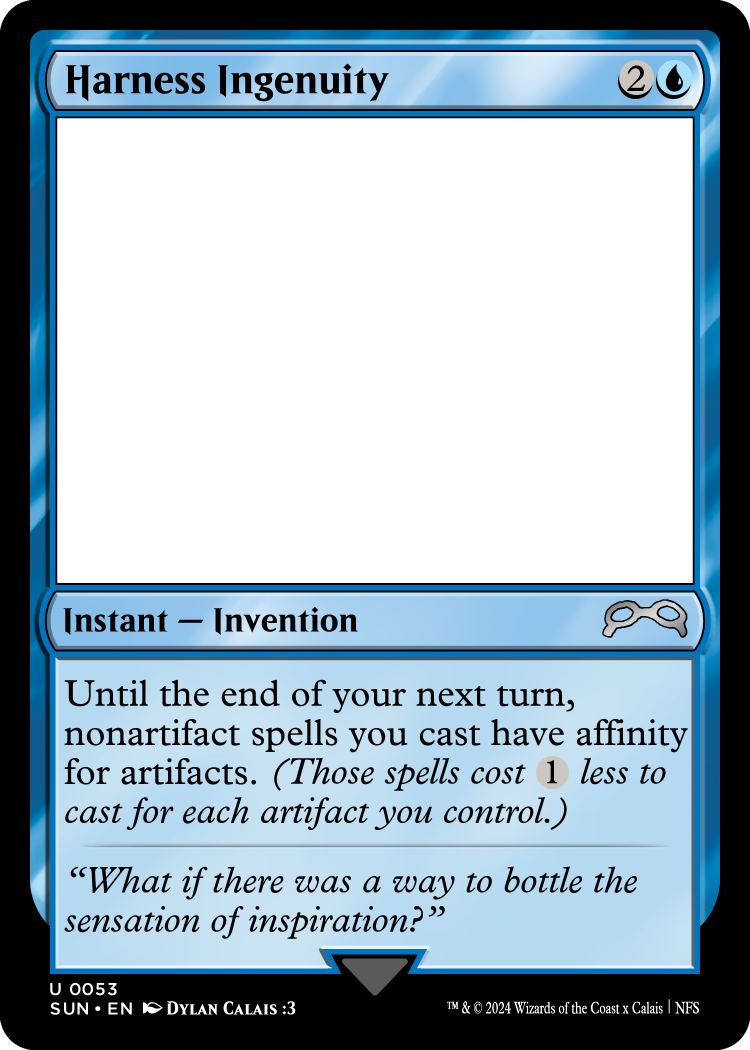 Harness Ingenuity 2
Instant — Invention
Until the end of your next turn,
nonartifact spells you cast have affinity
for artifacts. (Those spells cost 1 less to
cast for each artifact you control.)
“What if there was a way to bottle the
sensation of inspiration?”
U 0053
SUN • EN Dylan Calais :3
™ & © 2024 Wizards of the Coast x Calais | NFS